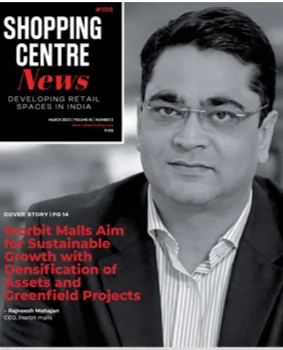 #102
SHOPPING
CENTRE
News
DEVELOPING RETAIL
SPACES IN INDIA
COVER STORY | PG 14
Inorbit Malls Aim
for Sustainable
Growth with
Densification of
Assets and
Greenfield Projects
- Rajneesh Mahajan
CEO, Inorbit malls